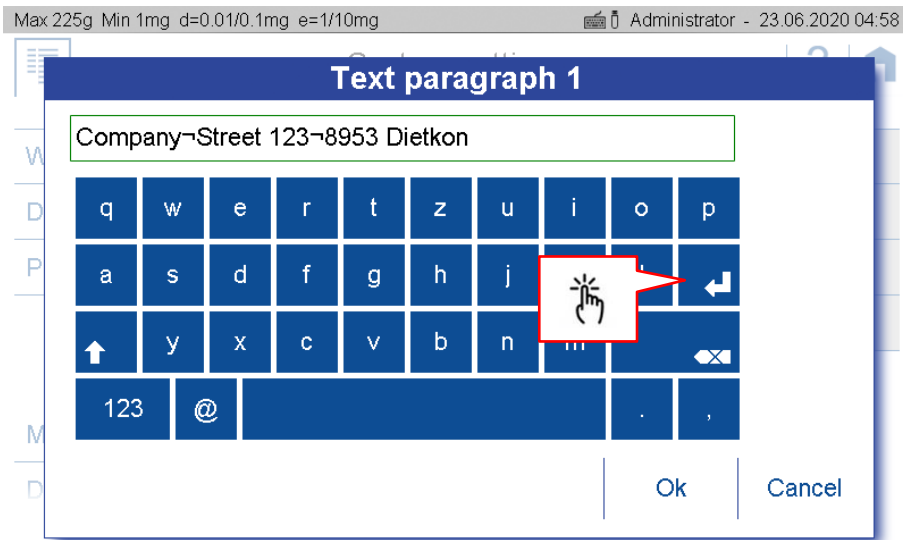 Max 225g Min 1mg d=0.01/0.1mg e=1/10mg Administrator - 23.06.2020 04:58
?
Text paragraph 1
Company¬Street 123¬8953 Dietkon
W
D
P
M
D
q w e r t z u i o p
a s d f g h j
y x c v b n m
123 @ . ,
Ok Cancel